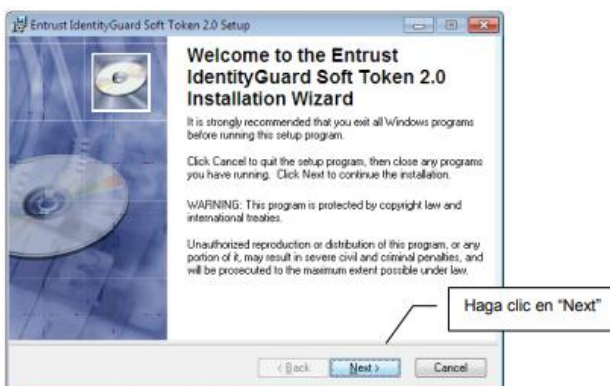 Entrust IdentityGuard Soft Token 2.0 Setup
Welcome to the Entrust
IdentityGuard Soft Token 2.0
Installation Wizard
It is strongly recommended that you exit all Windows programs
before running this setup program.
Click Cancel to quit the setup program, then close any programs
you have running. Click Next to continue the installation.
WARNING: This program is protected by copyright law and
international treaties.
Unauthorized reproduction or distribution of this program, or any
portion of it, may result in severe civil and criminal penalties, and
will be prosecuted to the maximum extent possible under law.
Haga clic en “Next”
< Back
Next >
Cancel